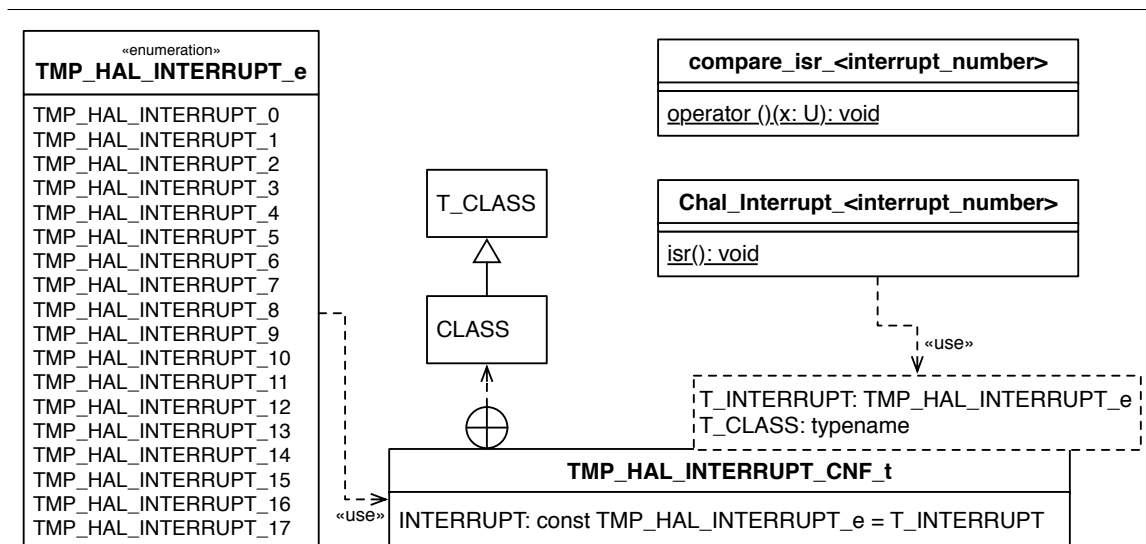 «enumeration»
TMP_HAL_INTERRUPT_e
TMP_HAL_INTERRUPT_0
TMP_HAL_INTERRUPT_1
TMP_HAL_INTERRUPT_2
TMP_HAL_INTERRUPT_3
TMP_HAL_INTERRUPT_4
TMP_HAL_INTERRUPT_5
TMP_HAL_INTERRUPT_6
TMP_HAL_INTERRUPT_7
TMP_HAL_INTERRUPT_8
TMP_HAL_INTERRUPT_9
TMP_HAL_INTERRUPT_10
TMP_HAL_INTERRUPT_11
TMP_HAL_INTERRUPT_12
TMP_HAL_INTERRUPT_13
TMP_HAL_INTERRUPT_14
TMP_HAL_INTERRUPT_15
TMP_HAL_INTERRUPT_16
TMP_HAL_INTERRUPT_17
compare_isr_<interrupt_number>
operator ()(x: U): void
T_CLASS
Chal_Interrupt_<interrupt_number>
isr(): void
CLASS
«use»
T_INTERRUPT: TMP_HAL_INTERRUPT_e
T_CLASS: typename
TMP_HAL_INTERRUPT_CNF_t
«use»
INTERRUPT: const TMP_HAL_INTERRUPT_e = T_INTERRUPT